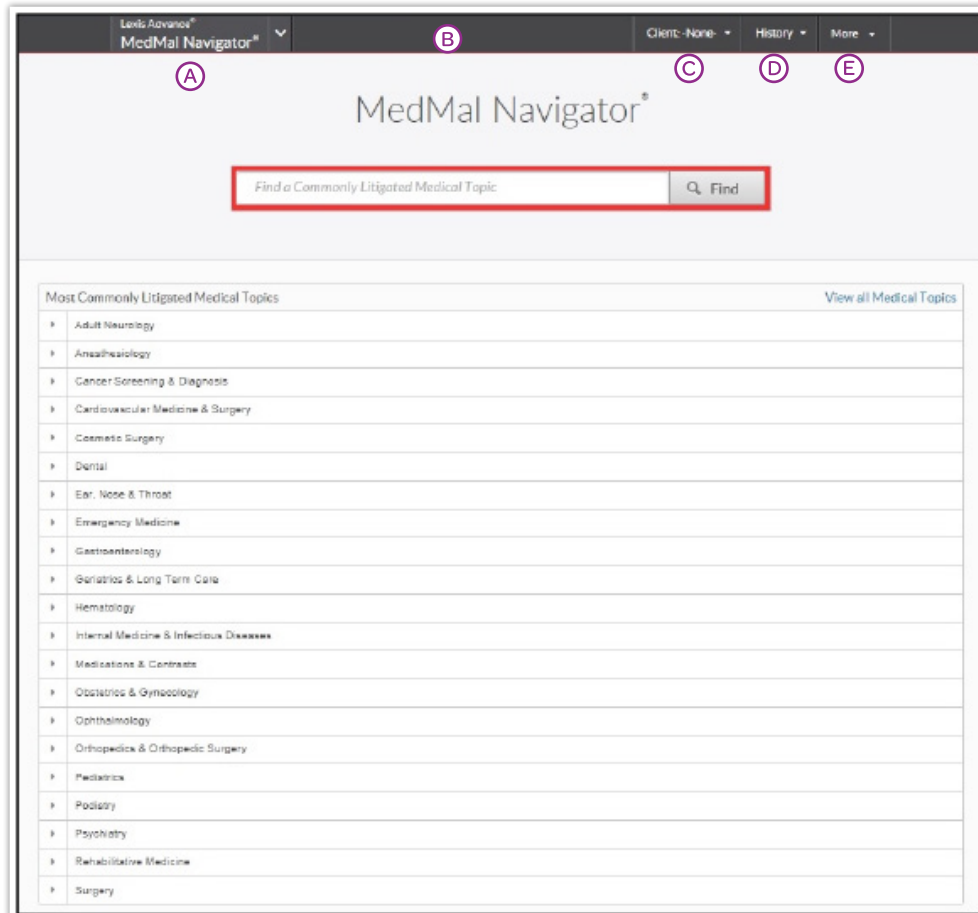 Lexis Advance®
MedMal Navigator®
B
Client: -None-
History
More
A
C
D
E
MedMal Navigator®
Find a Commonly Litigated Medical Topic
Find
Most Commonly Litigated Medical Topics
View all Medical Topics
Adult Neurology
Anesthesiology
Cancer Screening & Diagnosis
Cardiovascular Medicine & Surgery
Cosmetic Surgery
Dental
Ear, Nose & Throat
Emergency Medicine
Gastroenterology
Geriatrics & Long Term Care
Hematology
Internal Medicine & Infectious Diseases
Medications & Contrasts
Obstetrics & Gynecology
Ophthalmology
Orthopedics & Orthopedic Surgery
Pediatrics
Podiatry
Psychiatry
Rehabilitative Medicine
Surgery